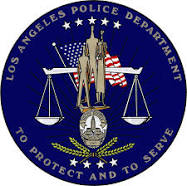 LOS ANGELES POLICE DEPARTMENT
TO PROTECT AND TO SERVE